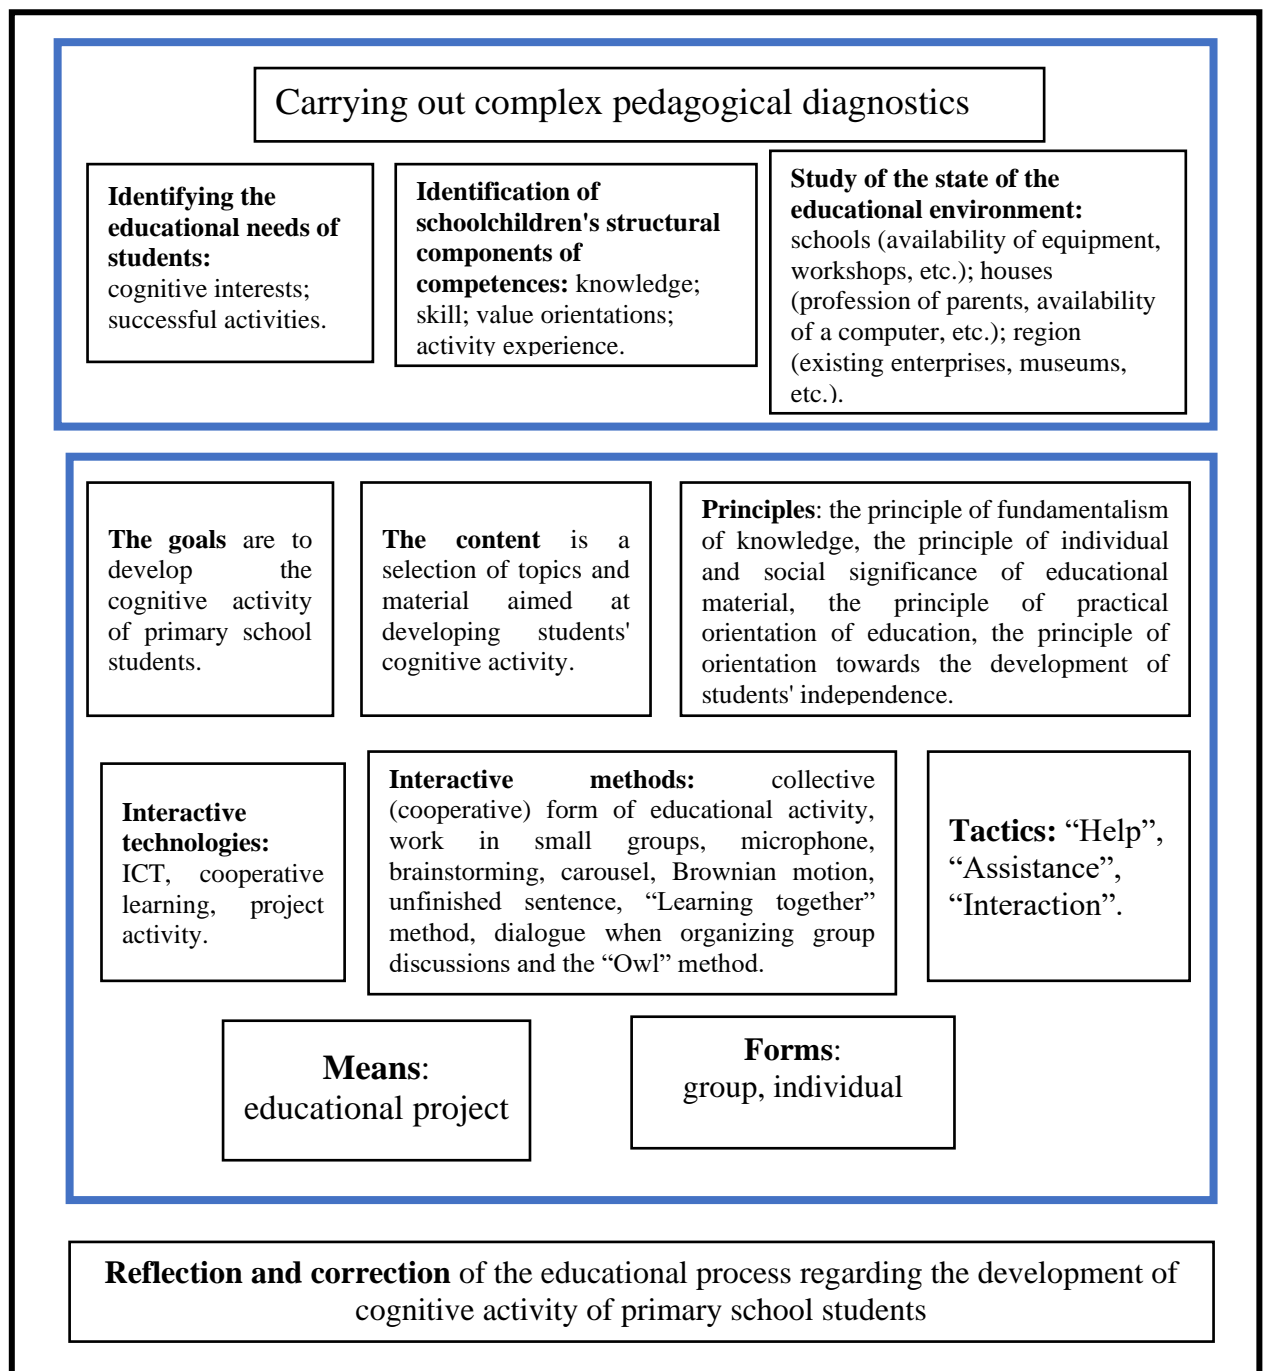 Carrying out complex pedagogical diagnostics
Identifying the
educational needs of
students:
cognitive interests;
successful activities.
Identification of
schoolchildren's structural
components of
competences: knowledge;
skill; value orientations;
activity experience.
Study of the state of the
educational environment:
schools (availability of equipment,
workshops, etc.); houses
(profession of parents, availability
of a computer, etc.); region
(existing enterprises, museums,
etc.).
The goals are to
develop the
cognitive activity
of primary school
students.
The content is a
selection of topics and
material aimed at
developing students'
cognitive activity.
Principles: the principle of fundamentalism
of knowledge, the principle of individual
and social significance of educational
material, the principle of practical
orientation of education, the principle of
orientation towards the development of
students' independence.
Interactive
technologies:
ICT, cooperative
learning, project
activity.
Interactive methods: collective
(cooperative) form of educational activity,
work in small groups, microphone,
brainstorming, carousel, Brownian motion,
unfinished sentence, “Learning together”
method, dialogue when organizing group
discussions and the “Owl” method.
Tactics: “Help”,
“Assistance”,
“Interaction”.
Means:
educational project
Forms:
group, individual
Reflection and correction of the educational process regarding the development of
cognitive activity of primary school students